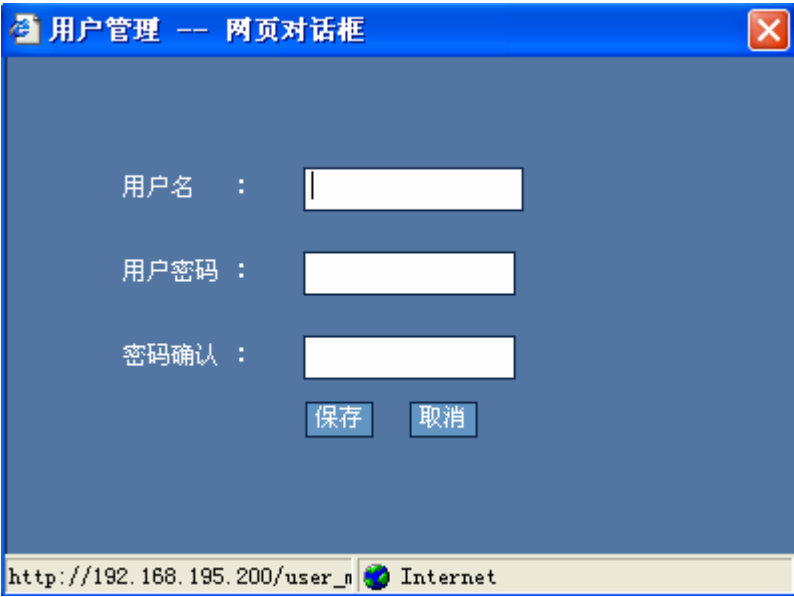 用户管理 -- 网页对话框
用户名 :
用户密码 :
密码确认 :
保存 取消
http://192.168.195.200/user_m Internet